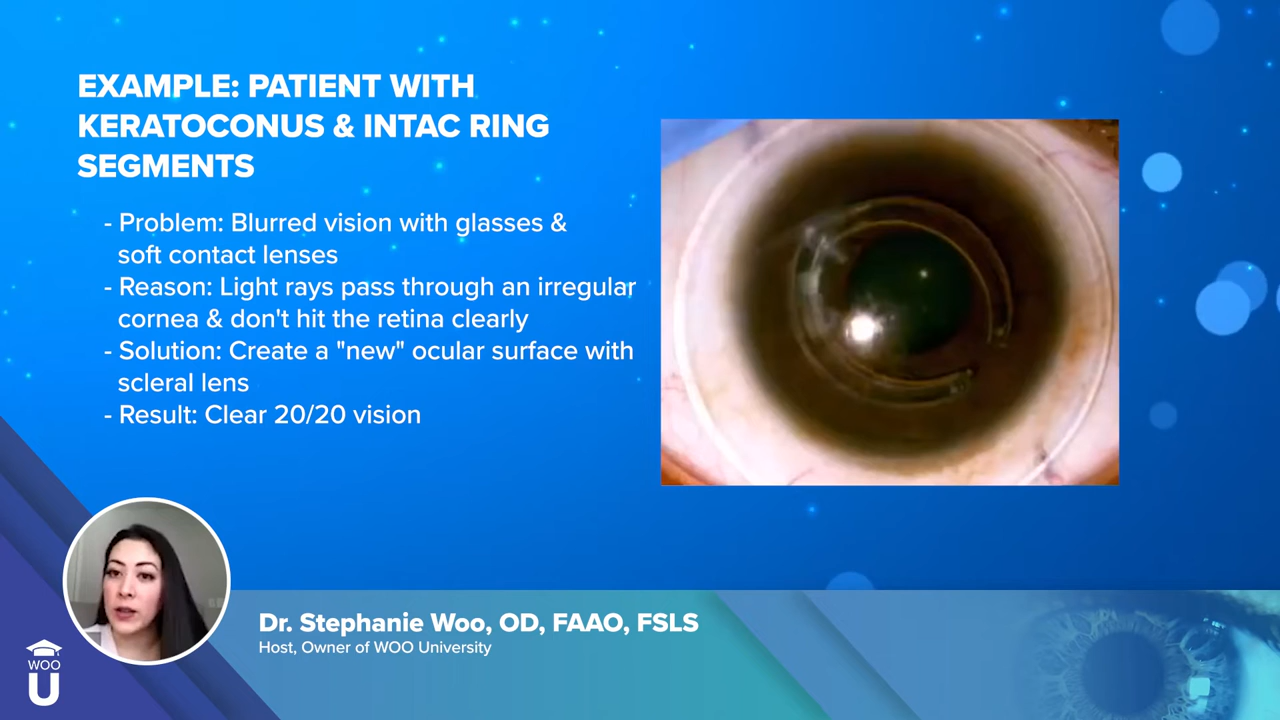 EXAMPLE: PATIENT WITH
KERATOCONUS & INTAC RING
SEGMENTS
- Problem: Blurred vision with glasses &
soft contact lenses
- Reason: Light rays pass through an irregular
cornea & don't hit the retina clearly
- Solution: Create a "new" ocular surface with
scleral lens
- Result: Clear 20/20 vision
Dr. Stephanie Woo, OD, FAAO, FSLS
Host, Owner of WOO University
WOO
U